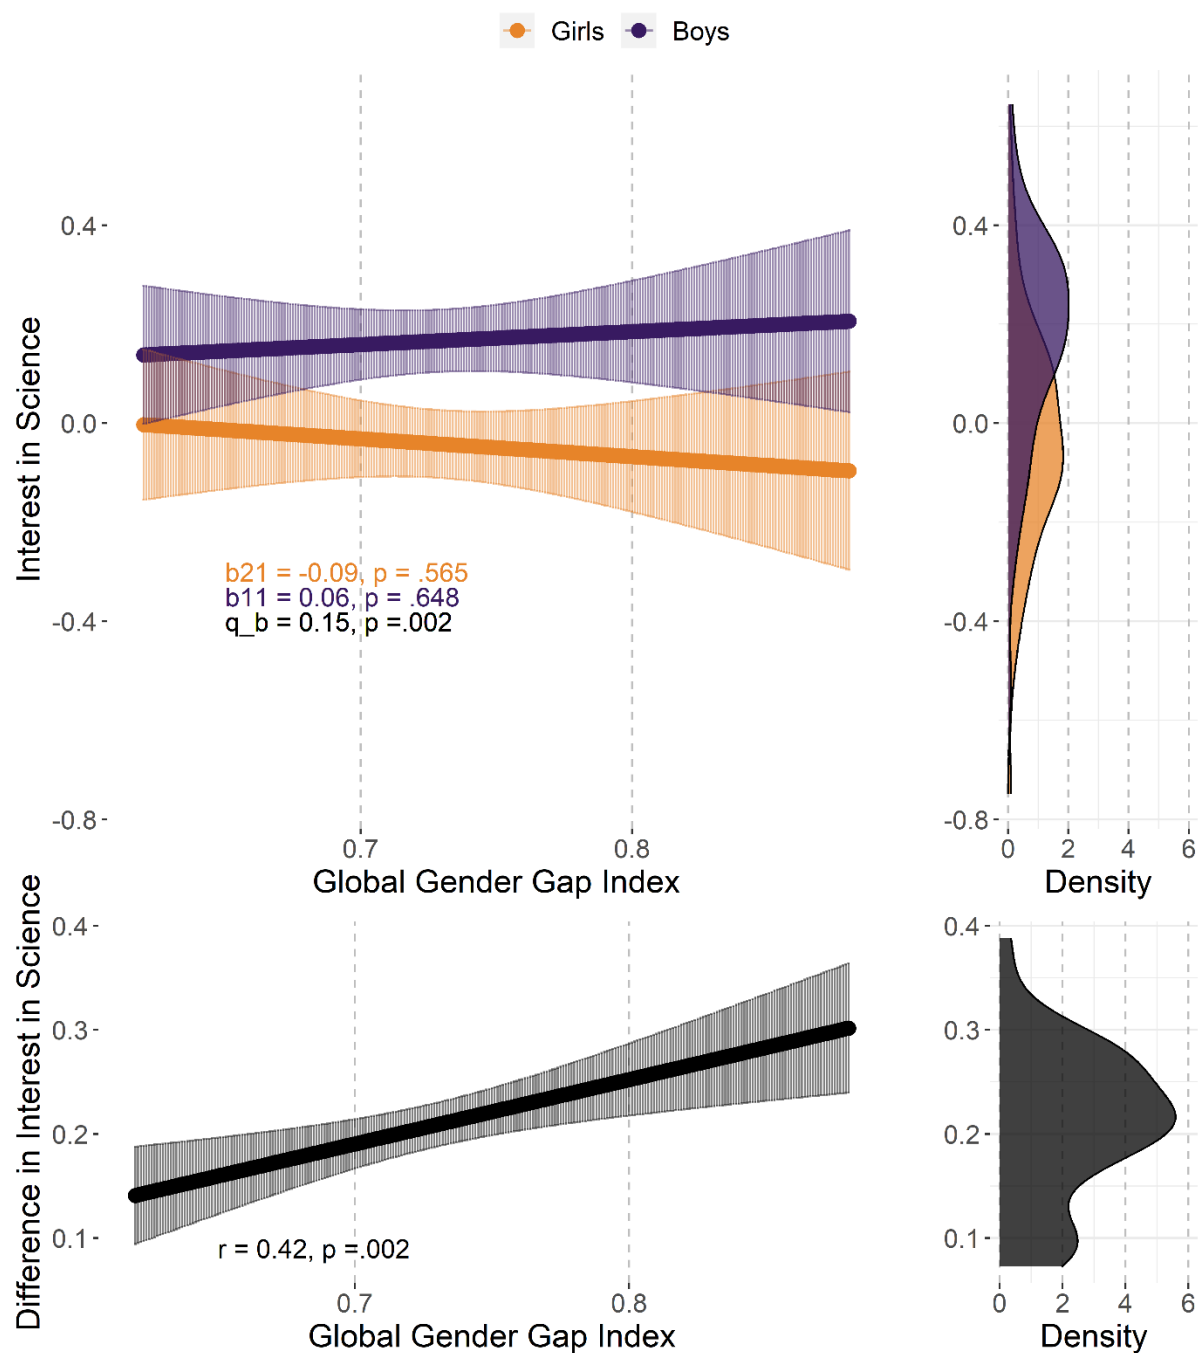 Girls Boys
Interest in Science
0.4
0.0
-0.4
-0.8
b21 = -0.09, p = .565
b11 = 0.06, p = .648
q_b = 0.15, p =.002
0.7 0.8
Global Gender Gap Index
0.4
0.0
-0.4
-0.8
0 2 4 6
Density
Difference in Interest in Science
0.4
0.3
0.2
0.1
r = 0.42, p =.002
0.7 0.8
Global Gender Gap Index
0.4
0.3
0.2
0.1
0 2 4 6
Density